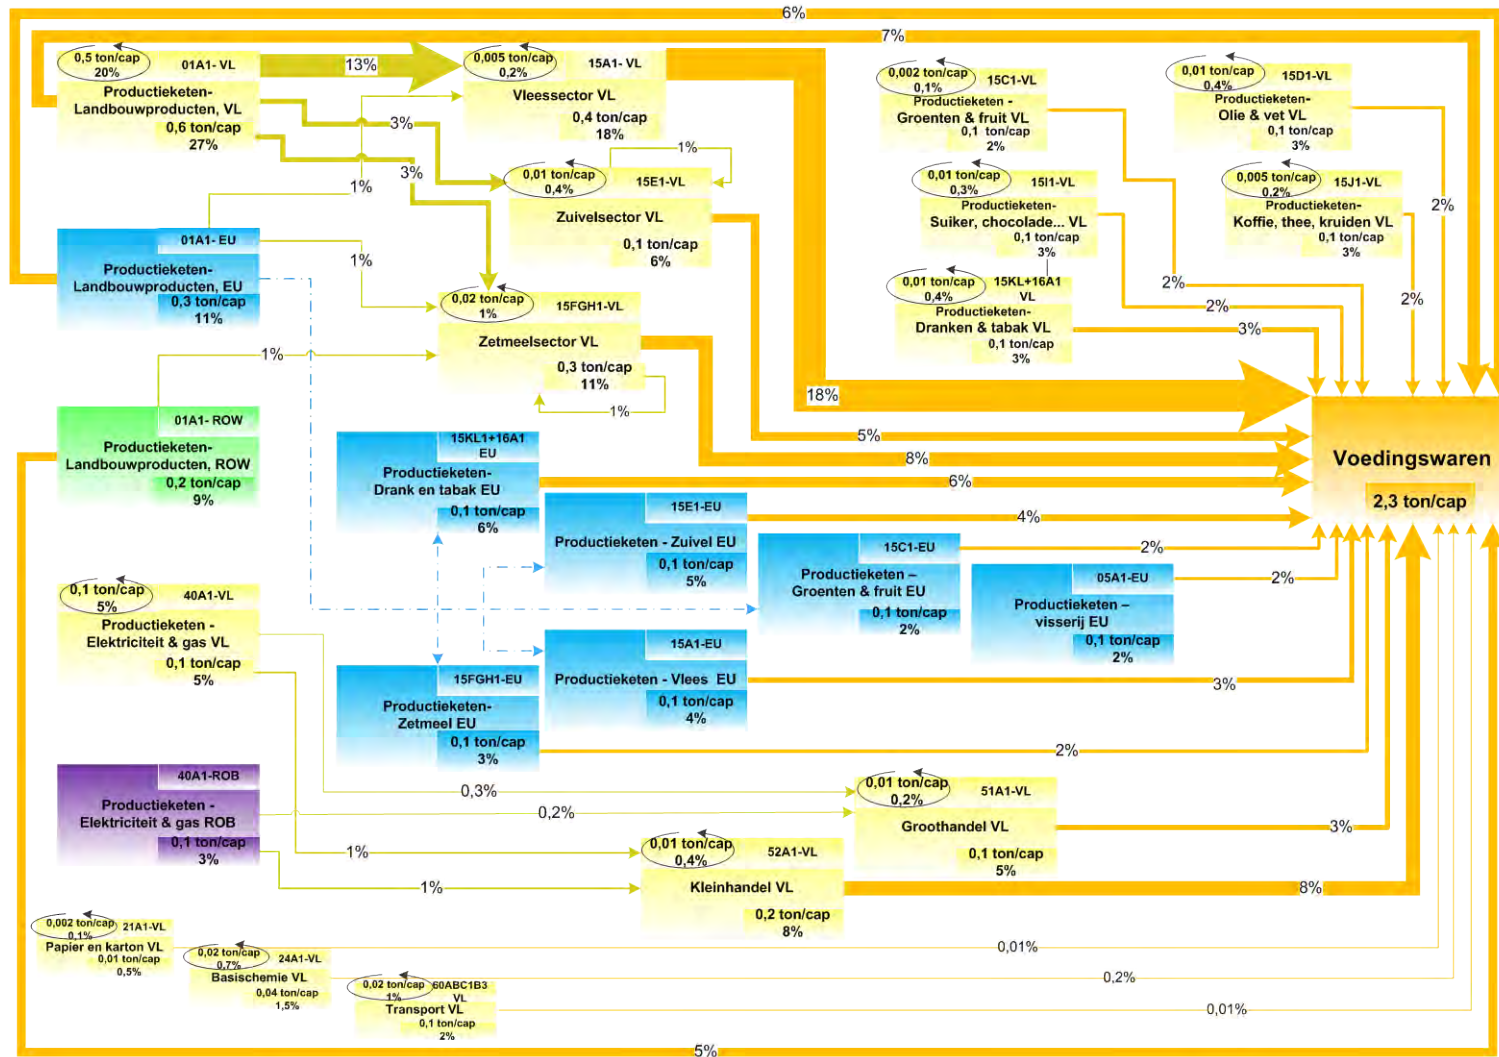 6%
7%
0,5 ton/cap
20%
01A1- VL
Productieketen-
Landbouwproducten, VL
0,6 ton/cap
27%
13%
3%
3%
1%
0,005 ton/cap
0,2%
15A1- VL
Vleessector VL
0,4 ton/cap
18%
0,01 ton/cap
0,4%
15E1-VL
Zuivelsector VL
0,1 ton/cap
6%
1%
0,002 ton/cap
0,1%
15C1-VL
Productieketen -
Groenten & fruit VL
0,1 ton/cap
2%
0,01 ton/cap
0,4%
15D1-VL
Productieketen-
Olie & vet VL
0,1 ton/cap
3%
0,01 ton/cap
0,3%
15I1-VL
Productieketen-
Suiker, chocolade... VL
0,1 ton/cap
3%
0,005 ton/cap
0,2%
15J1-VL
Productieketen-
Koffie, thee, kruiden VL
0,1 ton/cap
3%
2%
0,01 ton/cap
0,4%
15KL+16A1
VL
Productieketen-
Dranken & tabak VL
0,1 ton/cap
3%
2%
2%
2%
3%
01A1- EU
Productieketen-
Landbouwproducten, EU
0,3 ton/cap
11%
1%
0,02 ton/cap
1%
15FGH1-VL
Zetmeelsector VL
0,3 ton/cap
11%
1%
1%
18%
5%
8%
6%
4%
01A1- ROW
Productieketen-
Landbouwproducten, ROW
0,2 ton/cap
9%
15KL1+16A1
EU
Productieketen-
Drank en tabak EU
0,1 ton/cap
6%
Voedingswaren
2,3 ton/cap
15E1-EU
Productieketen - Zuivel EU
0,1 ton/cap
5%
15C1-EU
Productieketen –
Groenten & fruit EU
0,1 ton/cap
2%
2%
05A1-EU
Productieketen –
visserij EU
0,1 ton/cap
2%
2%
0,1 ton/cap
5%
40A1-VL
Productieketen -
Elektriciteit & gas VL
0,1 ton/cap
5%
15A1-EU
Productieketen - Vlees EU
0,1 ton/cap
4%
3%
15FGH1-EU
Productieketen-
Zetmeel EU
0,1 ton/cap
3%
2%
40A1-ROB
Productieketen -
Elektriciteit & gas ROB
0,1 ton/cap
3%
0,3%
0,2%
0,01 ton/cap
0,2%
51A1-VL
Groothandel VL
0,1 ton/cap
5%
3%
1%
1%
0,01 ton/cap
0,4%
52A1-VL
Kleinhandel VL
0,2 ton/cap
8%
8%
0,002 ton/cap
0,1%
21A1-VL
Papier en karton VL
0,01 ton/cap
0,5%
0,01%
0,02 ton/cap
0,7%
24A1-VL
Basischemie VL
0,04 ton/cap
1,5%
0,2%
0,02 ton/cap
1%
60ABC1B3
VL
Transport VL
0,1 ton/cap
2%
0,01%
5%